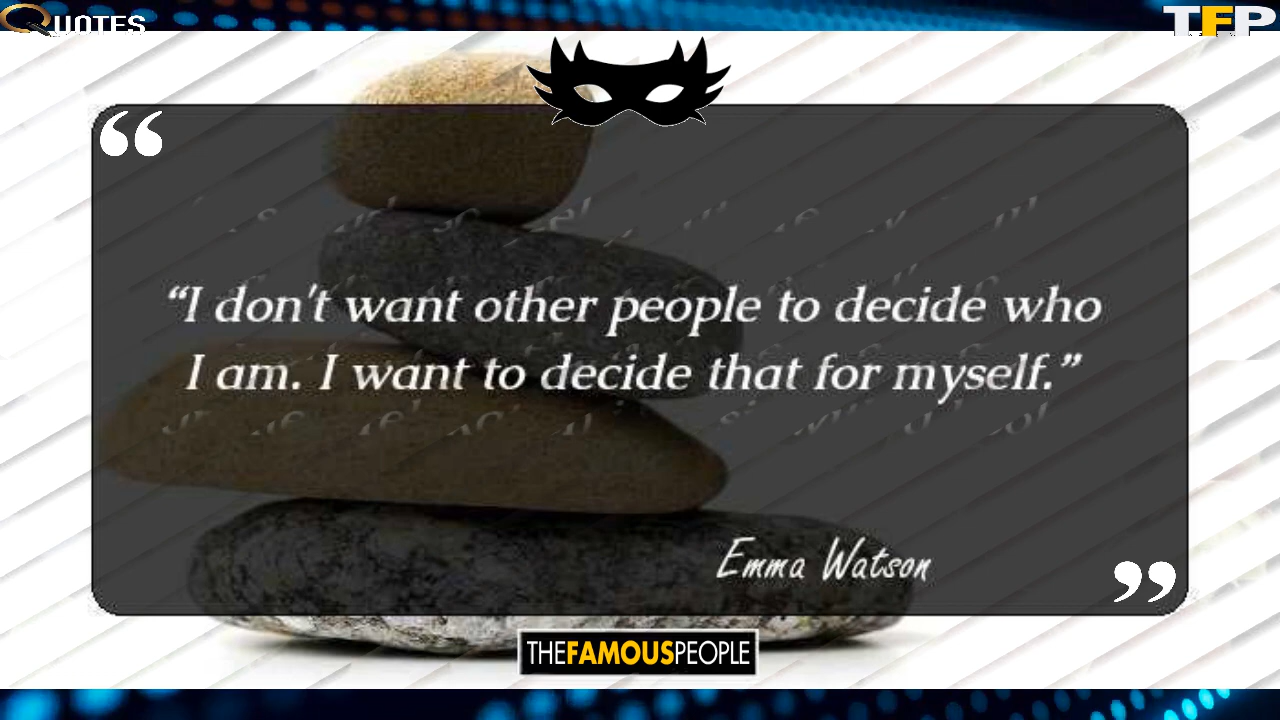 QUOTES
TFP
“I don't want other people to decide who
I am. I want to decide that for myself.”
Emma Watson
THEFAMOUSPEOPLE